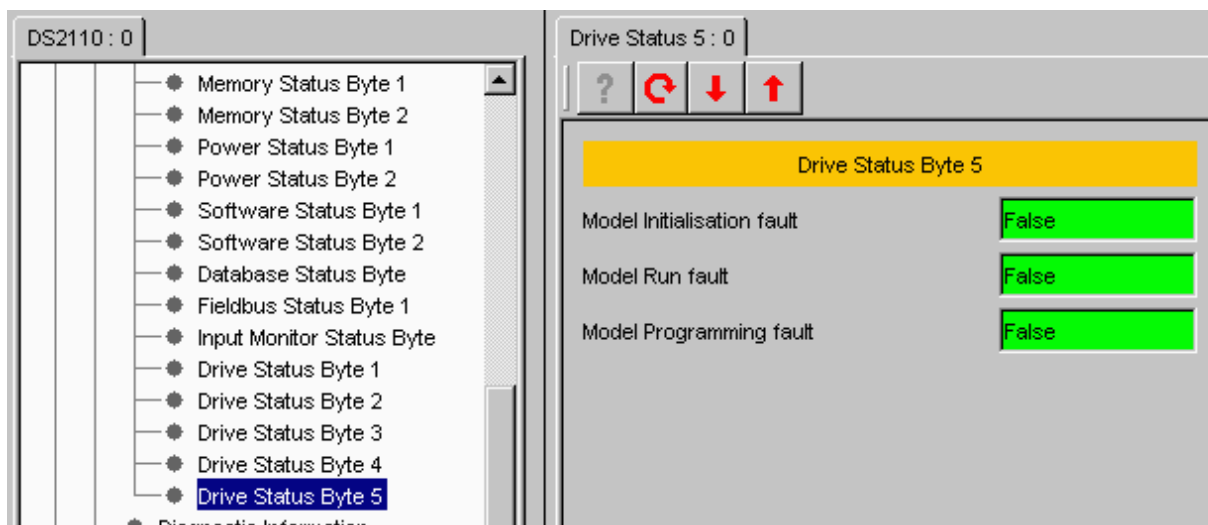 DS2110 : 0
Memory Status Byte 1
Memory Status Byte 2
Power Status Byte 1
Power Status Byte 2
Software Status Byte 1
Software Status Byte 2
Database Status Byte
Fieldbus Status Byte 1
Input Monitor Status Byte
Drive Status Byte 1
Drive Status Byte 2
Drive Status Byte 3
Drive Status Byte 4
Drive Status Byte 5
Diagnostic Information
Drive Status 5 : 0
?
Drive Status Byte 5
Model Initialisation fault False
Model Run fault False
Model Programming fault False